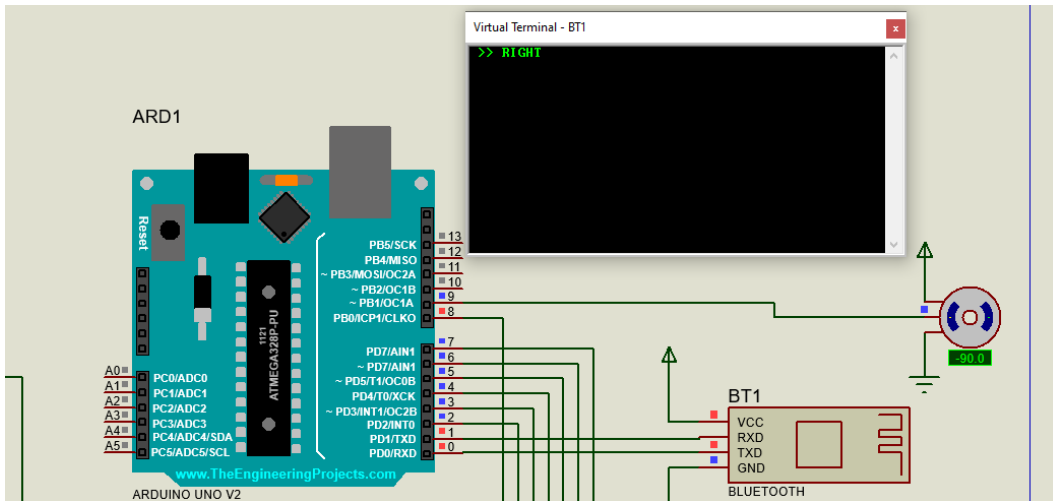 Virtual Terminal - BT1
x
>> RIGHT
ARD1
Reset
1121
ATMEGA328P-PU
PB5/SCK
PB4/MISO
~ PB3/MOSI/OC2A
~ PB2/OC1B
~ PB1/OC1A
PB0/ICP1/CLKO
13
12
11
10
9
8
PD7/AIN1
~ PD7/AIN1
~ PD5/T1/OC0B
PD4/T0/XCK
~ PD3/INT1/OC2B
PD2/INT0
PD1/TXD
PD0/RXD
7
6
5
4
3
2
1
0
A0
A1
A2
A3
A4
A5
PC0/ADC0
PC1/ADC1
PC2/ADC2
PC3/ADC3
PC4/ADC4/SDA
PC5/ADC5/SCL
www.TheEngineeringProjects.com
ARDUINO UNO V2
-90.0
BT1
VCC
RXD
TXD
GND
BLUETOOTH